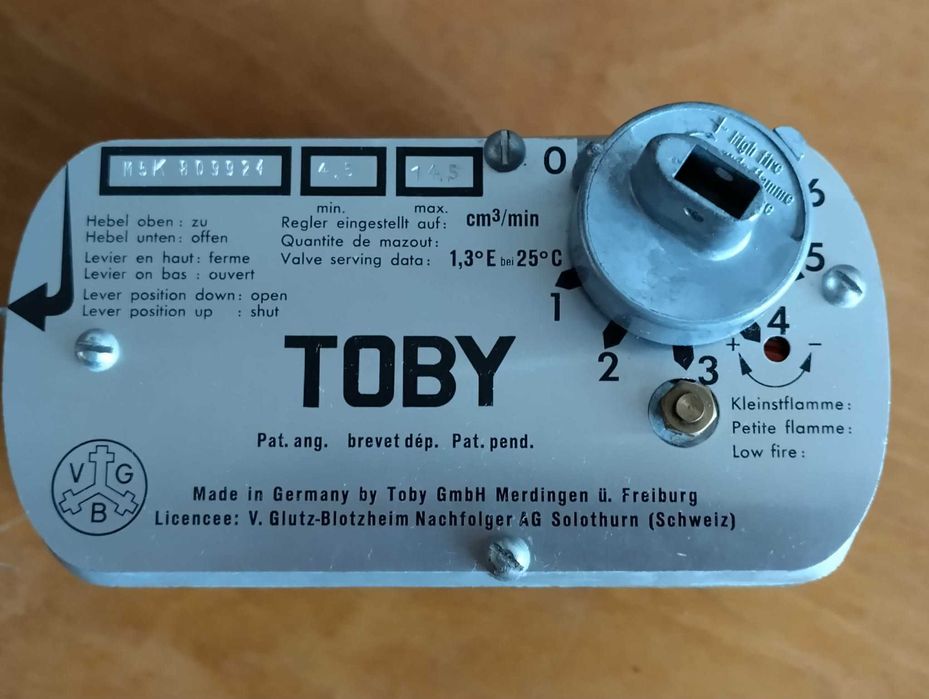 4,5
14,5
min. max.
Hebel oben : zu
Hebel unten : offen
Levier en haut : ferme
Levier on bas : ouvert
Lever position down : open
Lever position up : shut
Regler eingestellt auf: cm³/min
Quantite de mazout:
Valve serving data: 1,3°E bei 25°C
high fire
0
1
2
3
4
5
6
+ −
TOBY
Kleinstflamme:
Petite flamme:
Low fire:
Pat. ang. brevet dép. Pat. pend.
V G B
Made in Germany by Toby GmbH Merdingen ü. Freiburg
Licencee: V. Glutz-Blotzheim Nachfolger AG Solothurn (Schweiz)